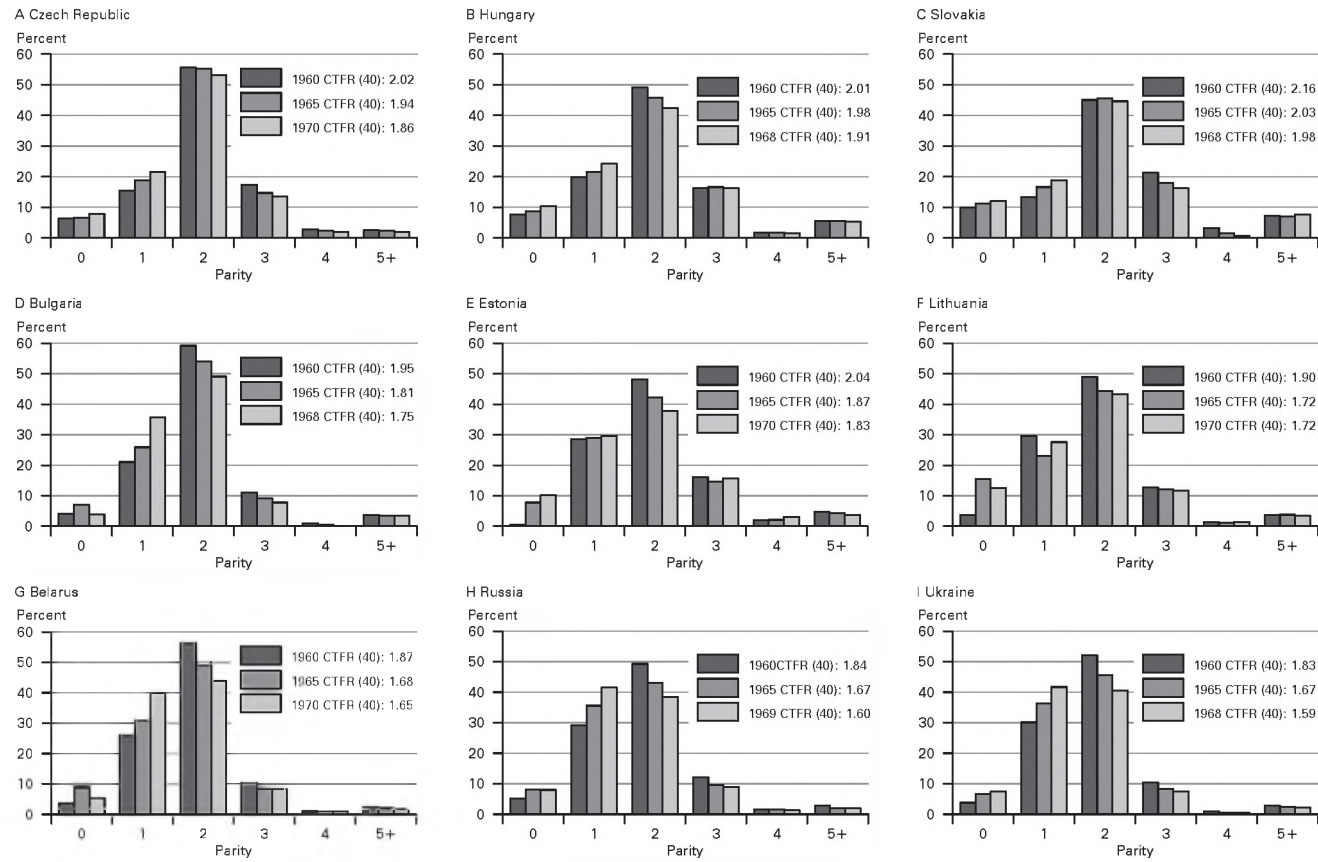 A Czech Republic
Percent
60
50
40
30
20
10
0
1960 CTFR (40): 2.02
1965 CTFR (40): 1.94
1970 CTFR (40): 1.86
0 1 2 3 4 5+
Parity
B Hungary
Percent
60
50
40
30
20
10
0
1960 CTFR (40): 2.01
1965 CTFR (40): 1.98
1968 CTFR (40): 1.91
0 1 2 3 4 5+
Parity
C Slovakia
Percent
60
50
40
30
20
10
0
1960 CTFR (40): 2.16
1965 CTFR (40): 2.03
1968 CTFR (40): 1.98
0 1 2 3 4 5+
Parity
D Bulgaria
Percent
60
50
40
30
20
10
0
1960 CTFR (40): 1.95
1965 CTFR (40): 1.81
1968 CTFR (40): 1.75
0 1 2 3 4 5+
Parity
E Estonia
Percent
60
50
40
30
20
10
0
1960 CTFR (40): 2.04
1965 CTFR (40): 1.87
1970 CTFR (40): 1.83
0 1 2 3 4 5+
Parity
F Lithuania
Percent
60
50
40
30
20
10
0
1960 CTFR (40): 1.90
1965 CTFR (40): 1.72
1970 CTFR (40): 1.72
0 1 2 3 4 5+
Parity
G Belarus
Percent
60
50
40
30
20
10
0
1960 CTFR (40): 1.87
1965 CTFR (40): 1.68
1970 CTFR (40): 1.65
0 1 2 3 4 5+
Parity
H Russia
Percent
60
50
40
30
20
10
0
1960CTFR (40): 1.84
1965 CTFR (40): 1.67
1969 CTFR (40): 1.60
0 1 2 3 4 5+
Parity
I Ukraine
Percent
60
50
40
30
20
10
0
1960 CTFR (40): 1.83
1965 CTFR (40): 1.67
1968 CTFR (40): 1.59
0 1 2 3 4 5+
Parity